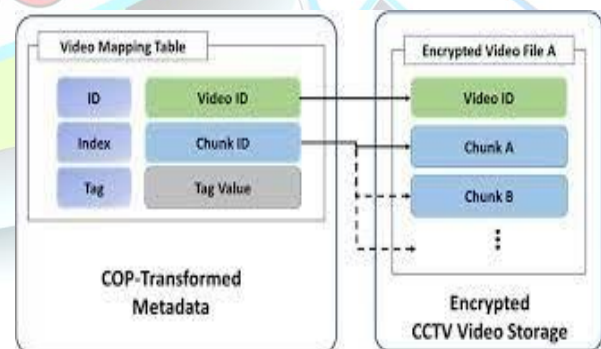 Video Mapping Table
ID
Video ID
Index
Chunk ID
Tag
Tag Value
COP-Transformed
Metadata
Encrypted Video File A
Video ID
Chunk A
Chunk B
Encrypted
CCTV Video Storage